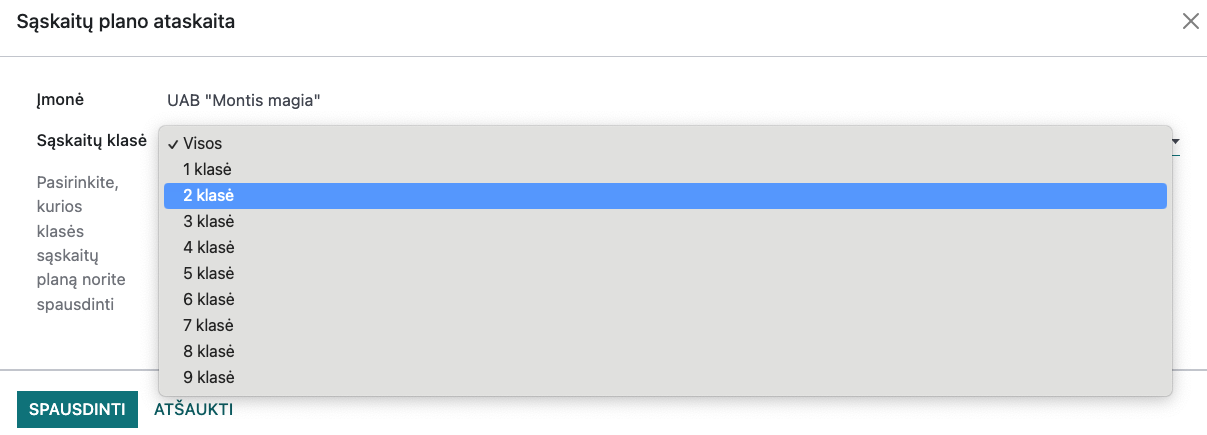 Sąskaitų plano ataskaita
Įmonė
UAB "Montis magia"
Sąskaitų klasė
Visos
1 klasė
2 klasė
3 klasė
4 klasė
5 klasė
6 klasė
7 klasė
8 klasė
9 klasė
Pasirinkite,
kurios
klasės
sąskaitų
planą norite
spausdinti
SPAUSDINTI
ATŠAUKTI